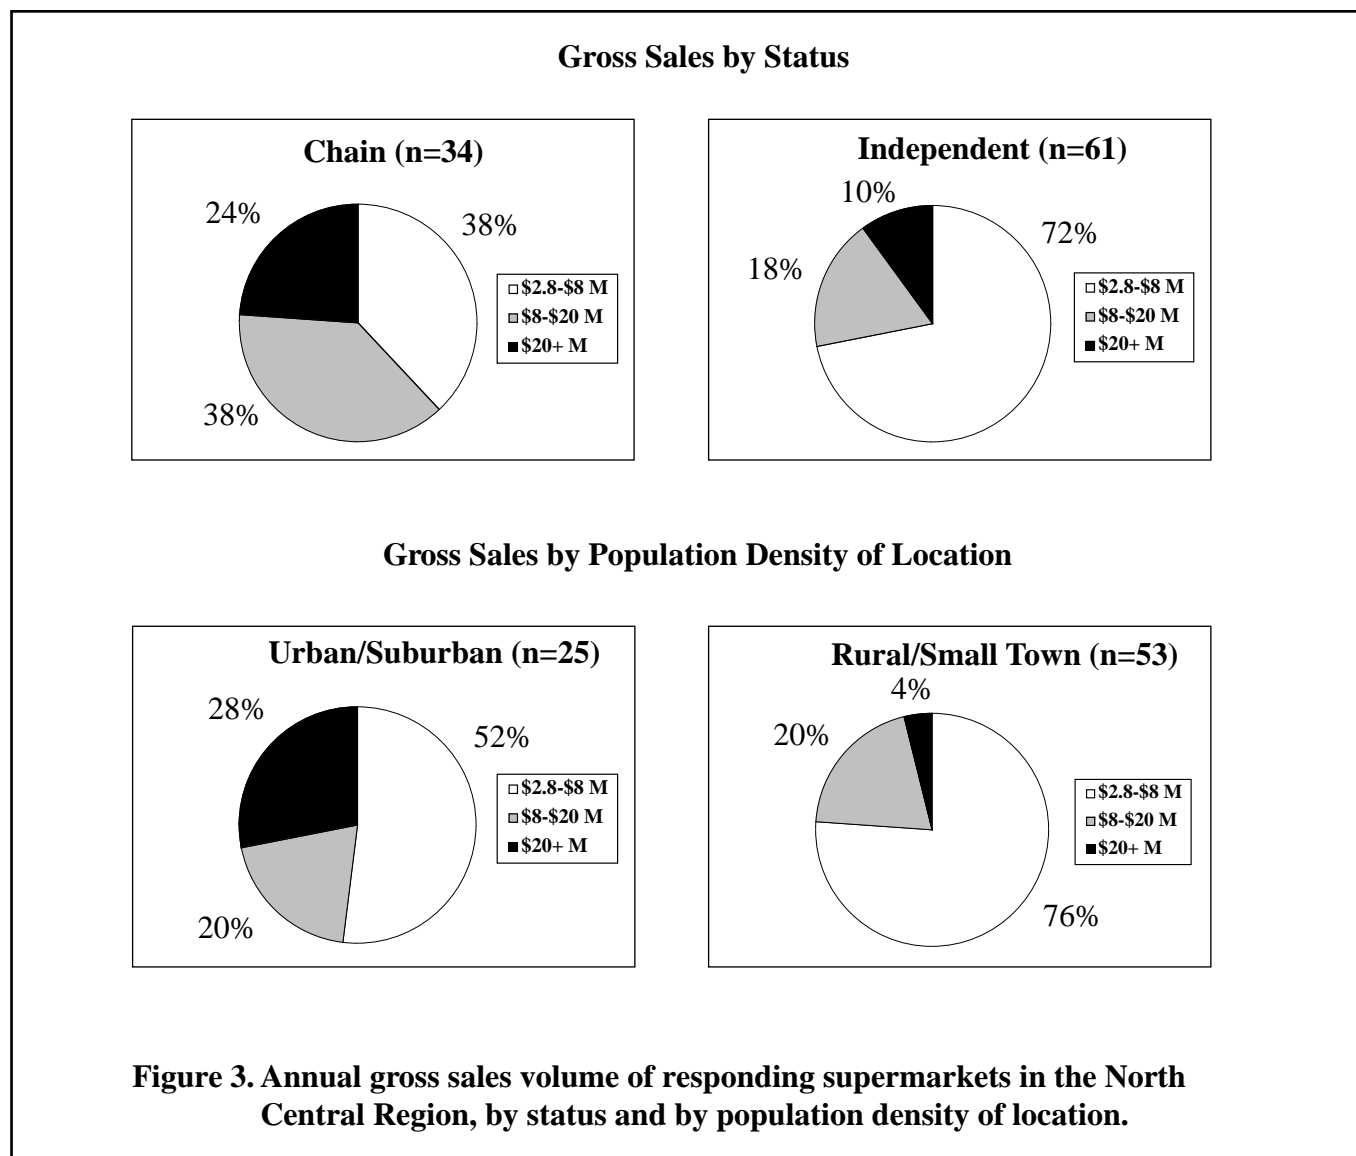 Gross Sales by Status
Chain (n=34)
24%
38%
38%
$2.8-$8 M
$8-$20 M
$20+ M
Independent (n=61)
10%
72%
18%
$2.8-$8 M
$8-$20 M
$20+ M
Gross Sales by Population Density of Location
Urban/Suburban (n=25)
28%
52%
20%
$2.8-$8 M
$8-$20 M
$20+ M
Rural/Small Town (n=53)
4%
20%
76%
$2.8-$8 M
$8-$20 M
$20+ M
Figure 3. Annual gross sales volume of responding supermarkets in the North
Central Region, by status and by population density of location.